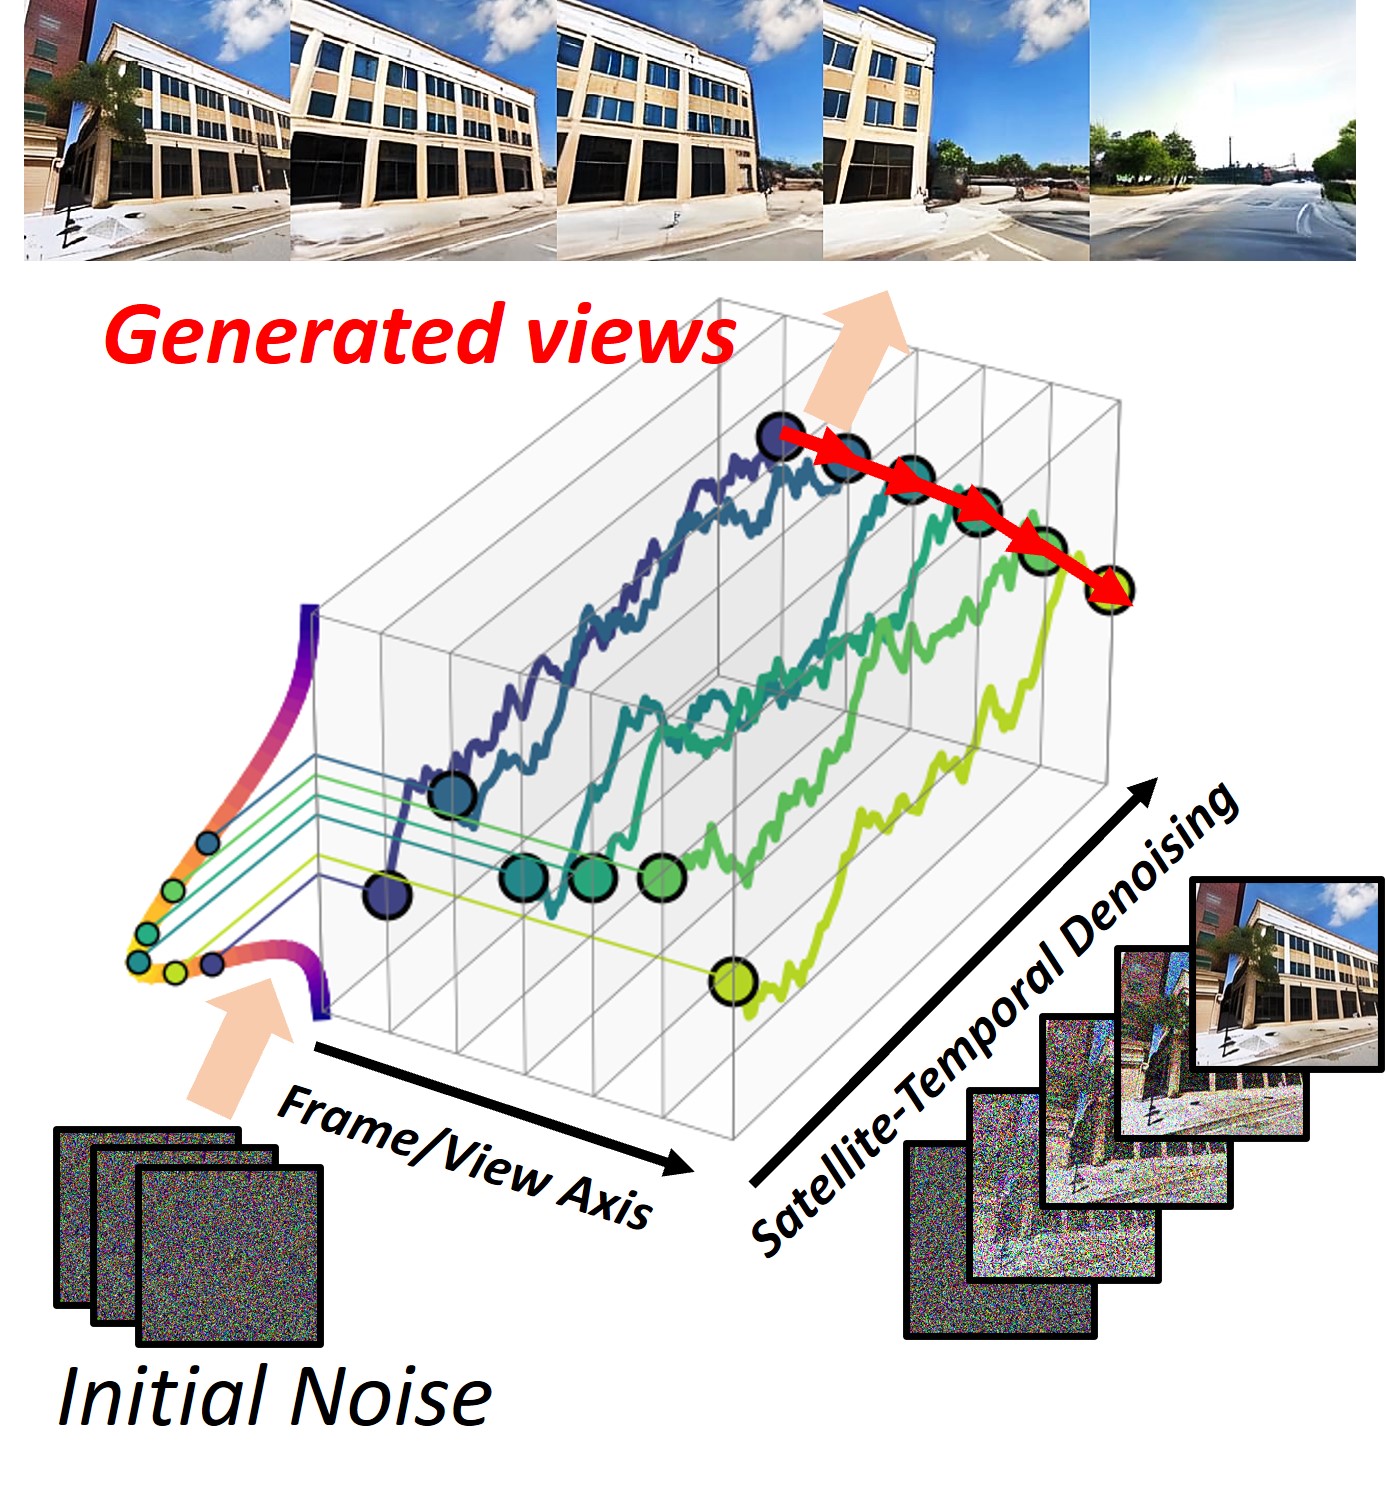 Generated views
Frame/View Axis
Satellite-Temporal Denoising
Initial Noise